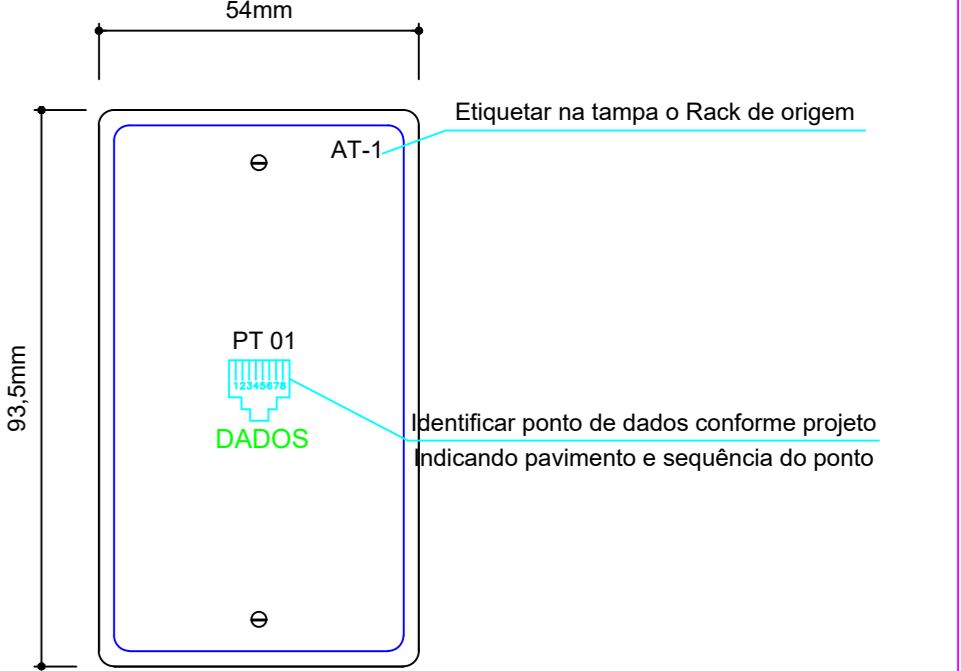 54mm
Etiquetar na tampa o Rack de origem
AT-1
93,5mm
PT 01
12345678
DADOS
Identificar ponto de dados conforme projeto
Indicando pavimento e sequência do ponto